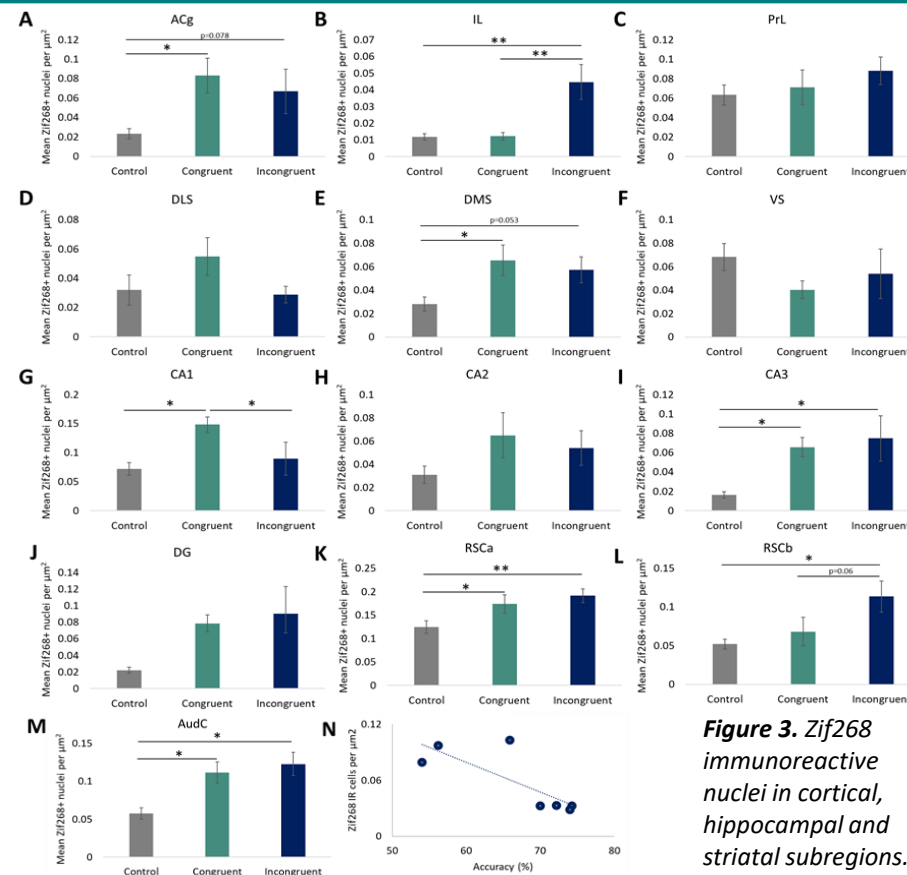 A
ACg
Mean Zif268+ nuclei per µm²
0.12
0.1
0.08
0.06
0.04
0.02
0
p=0.078
*
Control Congruent Incongruent
B
IL
Mean Zif268+ nuclei per µm²
0.07
0.06
0.05
0.04
0.03
0.02
0.01
0
**
**
Control Congruent Incongruent
C
PrL
Mean Zif268+ nuclei per µm²
0.12
0.1
0.08
0.06
0.04
0.02
0
Control Congruent Incongruent
D
DLS
Mean Zif268+ nuclei per µm²
0.08
0.06
0.04
0.02
0
Control Congruent Incongruent
E
DMS
Mean Zif268+ nuclei per µm²
0.1
0.08
0.06
0.04
0.02
0
p=0.053
*
Control Congruent Incongruent
F
VS
Mean Zif268+ nuclei per µm²
0.1
0.08
0.06
0.04
0.02
0
Control Congruent Incongruent
G
CA1
Mean Zif268+ nuclei per µm²
0.2
0.15
0.1
0.05
0
*
*
Control Congruent Incongruent
H
CA2
Mean Zif268+ nuclei per µm²
0.1
0.08
0.06
0.04
0.02
0
Control Congruent Incongruent
I
CA3
Mean Zif268+ nuclei per µm²
0.12
0.1
0.08
0.06
0.04
0.02
0
*
*
Control Congruent Incongruent
J
DG
Mean Zif268+ nuclei per µm²
0.14
0.12
0.1
0.08
0.06
0.04
0.02
0
Control Congruent Incongruent
K
RSCa
Mean Zif268+ nuclei per µm²
0.25
0.2
0.15
0.1
0.05
0
**
*
Control Congruent Incongruent
L
RSCb
Mean Zif268+ nuclei per µm²
0.15
0.1
0.05
0
*
p=0.06
Control Congruent Incongruent
M
AudC
Mean Zif268+ nuclei per µm²
0.15
0.1
0.05
0
*
*
Control Congruent Incongruent
N
Zif268 IR cells per µm2
0.12
0.06
0
50 60 70 80
Accuracy (%)
Figure 3. Zif268
immunoreactive
nuclei in cortical,
hippocampal and
striatal subregions.